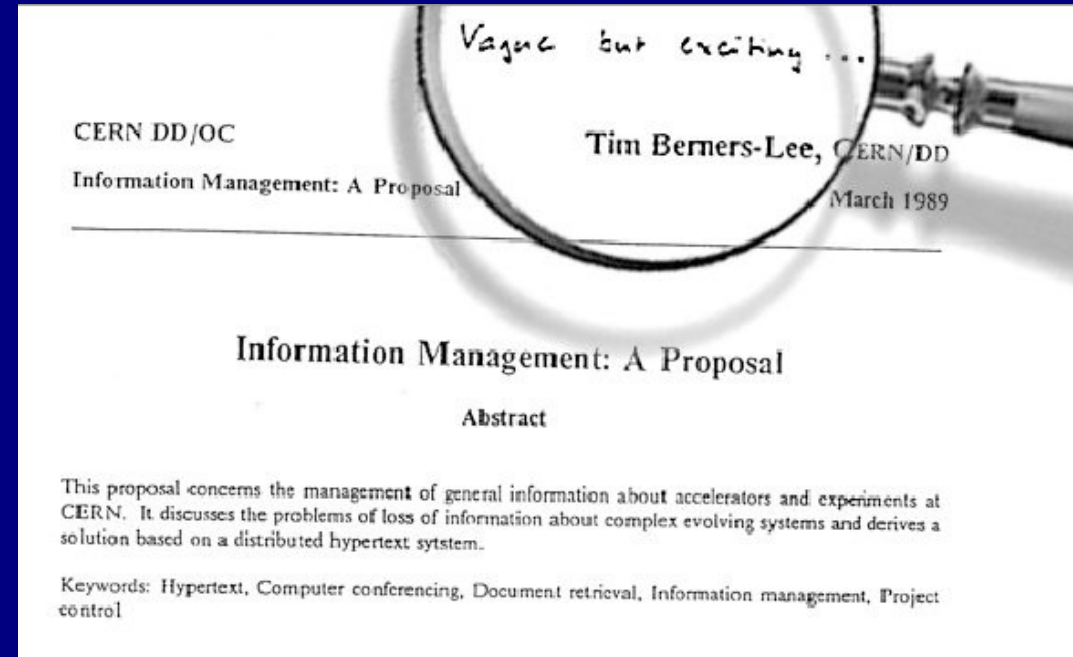 Vague but exciting ...
CERN DD/OC
Tim Berners-Lee, CERN/DD
Information Management: A Proposal
March 1989
Information Management: A Proposal
Abstract
This proposal concerns the management of general information about accelerators and experiments at
CERN. It discusses the problems of loss of information about complex evolving systems and derives a
solution based on a distributed hypertext sytstem.
Keywords: Hypertext, Computer conferencing, Document retrieval, Information management, Project
control